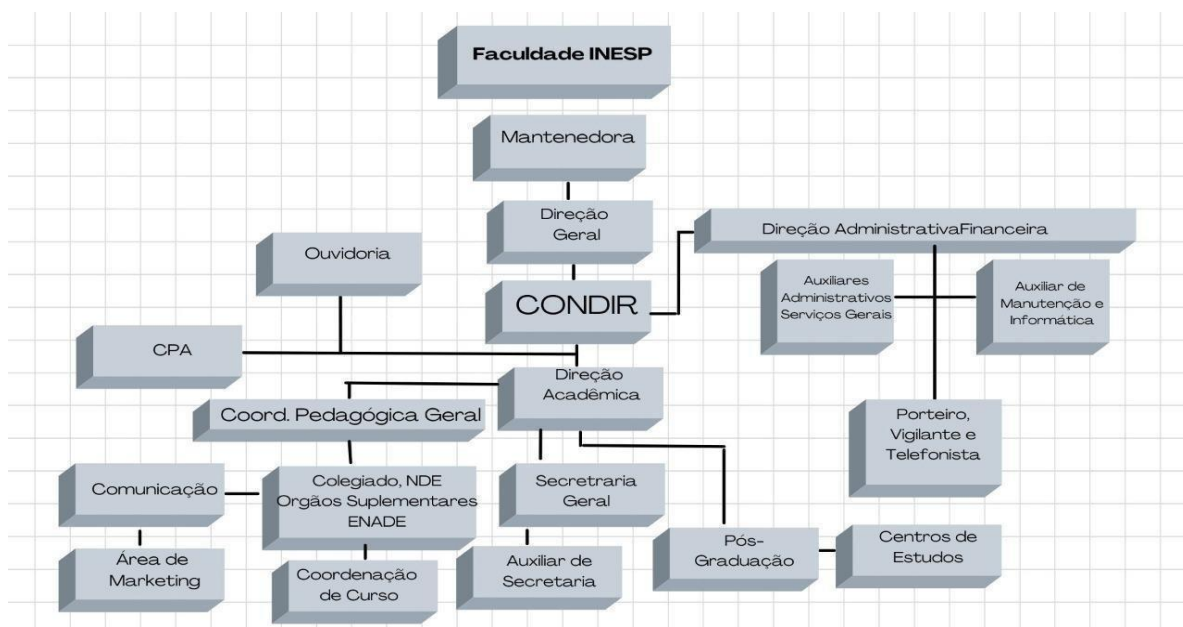 Faculdade INESP
Mantenedora
Direção
Geral
Direção AdministrativaFinanceira
Ouvidoria
Auxiliares
Administrativos
Serviços Gerais
Auxiliar de
Manutenção e
Informática
CONDIR
CPA
Direção
Acadêmica
Coord. Pedagógica Geral
Porteiro,
Vigilante e
Telefonista
Comunicação
Colegiado, NDE
Orgãos Suplementares
ENADE
Secretraria
Geral
Área de
Marketing
Coordenação
de Curso
Auxiliar de
Secretaria
Pós-
Graduação
Centros de
Estudos